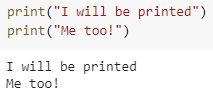 print("I will be printed")
print("Me too!")
I will be printed
Me too!